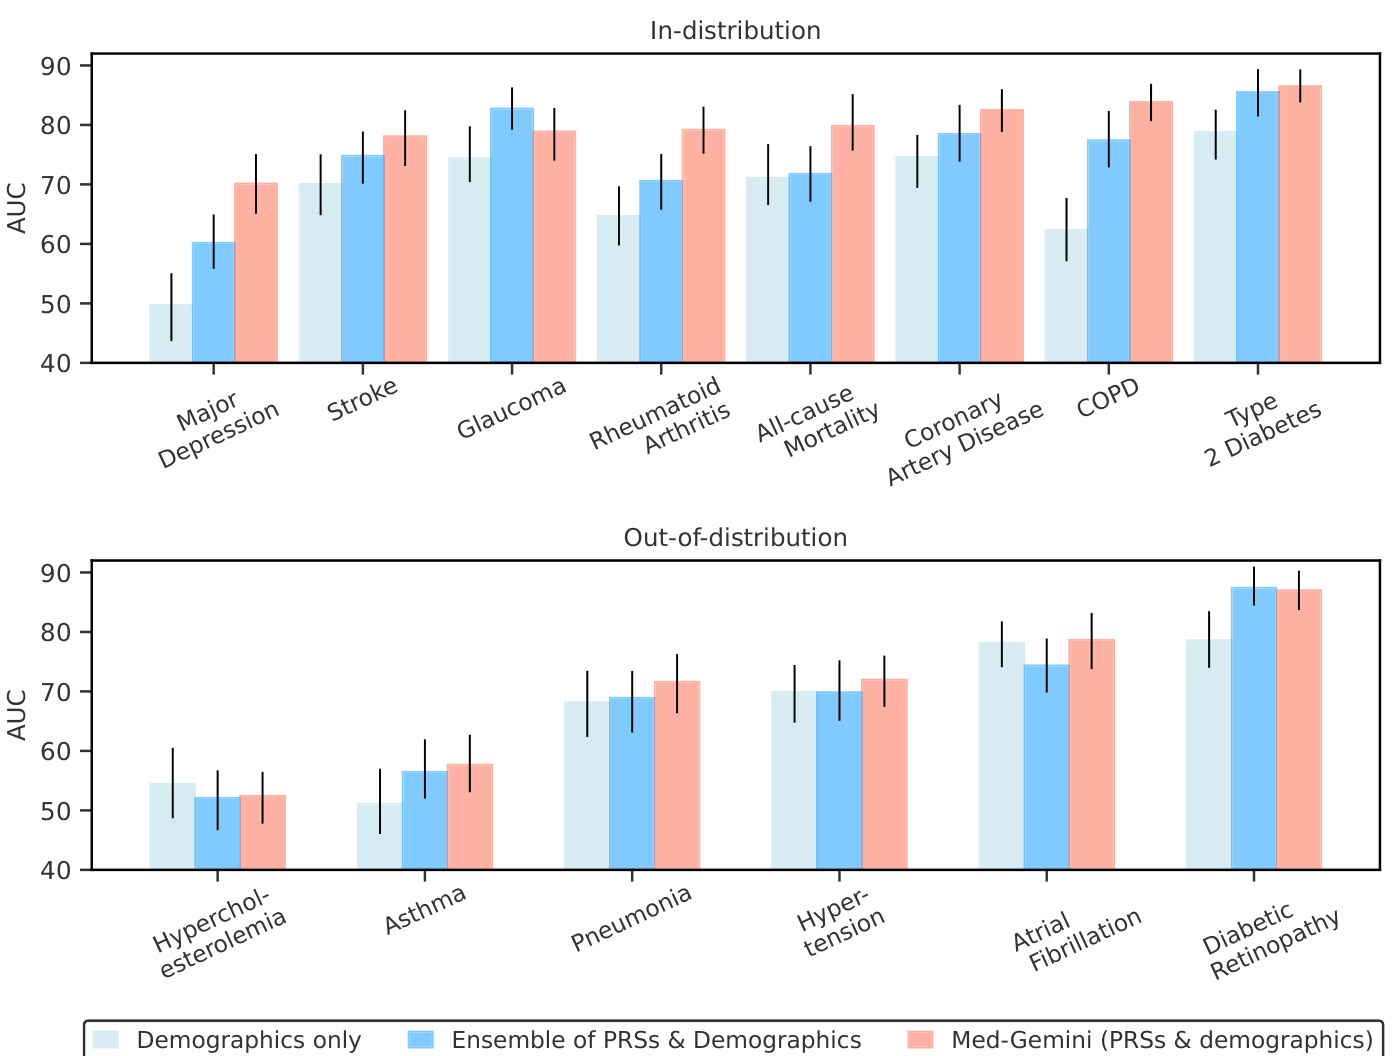 In-distribution
AUC
90
80
70
60
50
40
Major
Depression
Stroke
Glaucoma
Rheumatoid
Arthritis
All-cause
Mortality
Coronary
Artery Disease
COPD
Type
2 Diabetes
Out-of-distribution
AUC
90
80
70
60
50
40
Hyperchol-
esterolemia
Asthma
Pneumonia
Hyper-
tension
Atrial
Fibrillation
Diabetic
Retinopathy
Demographics only
Ensemble of PRSs & Demographics
Med-Gemini (PRSs & demographics)